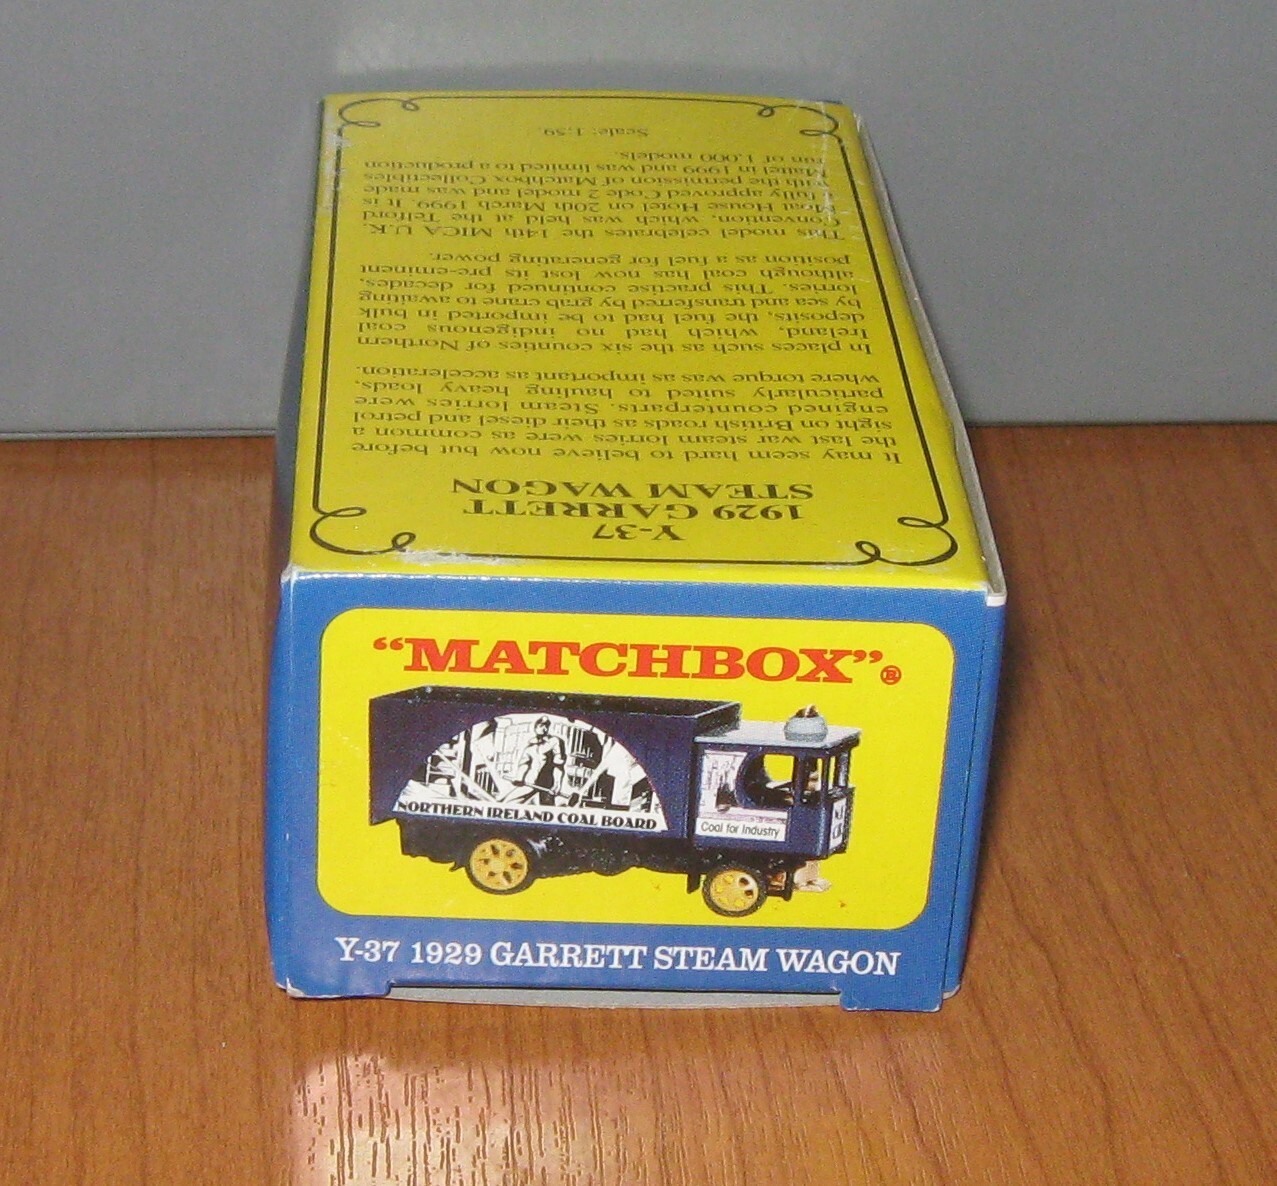 Y-37
1929 GARRETT
STEAM WAGON
It may seem hard to believe now but before
the last war steam lorries were as common a
sight on British roads as their diesel and petrol
engined counterparts. Steam lorries were
particularly suited to hauling heavy loads,
where torque was as important as acceleration.
In places such as the six counties of Northern
Ireland, which had no indigenous coal
deposits, the fuel had to be imported in bulk
by sea and transferred by grab crane to awaiting
lorries. This practise continued for decades,
although coal has now lost its pre-eminent
position as a fuel for generating power.
This model celebrates the 14th MICA U.K.
Convention, which was held at the Telford
Moat House Hotel on 20th March 1999. It is
fully approved Code 2 model and was made
with the permission of Matchbox Collectibles
Mattel in 1999 and was limited to a production
run of 1,000 models.
Scale: 1:59.
"MATCHBOX"®
NORTHERN IRELAND COAL BOARD
Coal for Industry
Y-37 1929 GARRETT STEAM WAGON